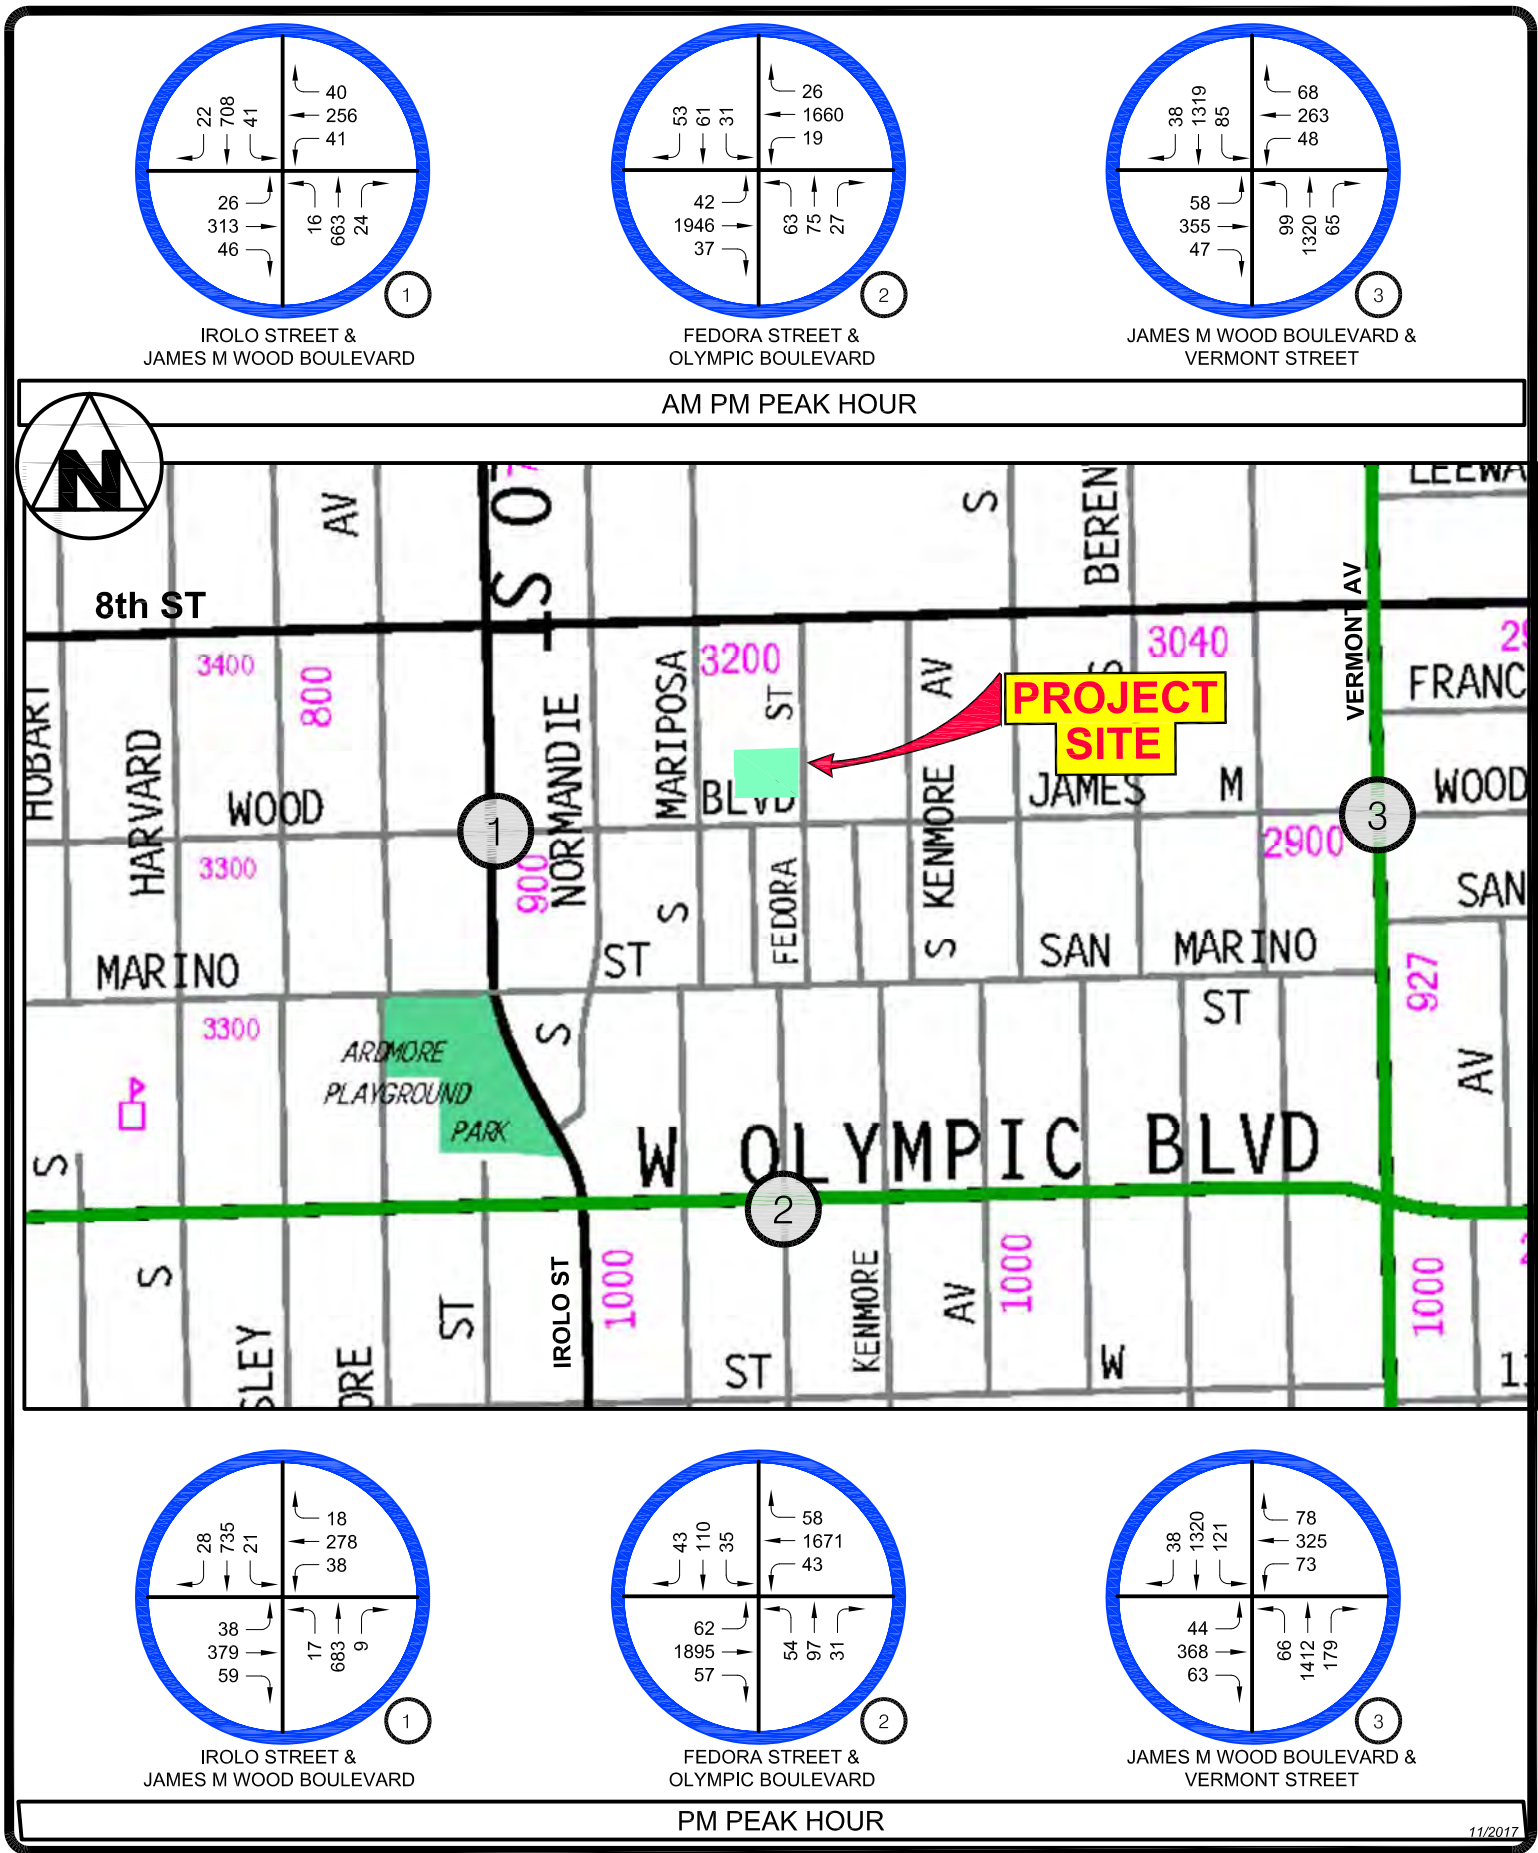 22 708 41
40
256
41
26
313
46
16 663 24
1
IROLO STREET &
JAMES M WOOD BOULEVARD
53 61 31
26
1660
19
42
1946
37
63 75 27
2
FEDORA STREET &
OLYMPIC BOULEVARD
38 1319 85
68
263
48
58
355
47
99 1320 65
3
JAMES M WOOD BOULEVARD &
VERMONT STREET
AM PM PEAK HOUR
N
AV
S
BEREN
LEEWA
ST
8th ST
VERMONT AV
3400
800
3200
3040
HOBART
HARVARD
NORMANDIE
MARIPOSA
ST
AV
S
FRANC
PROJECT
SITE
WOOD
BLVD
JAMES M
WOOD
1
3
3300
900
2900
S
FEDORA
KENMORE
S
SAN
MARINO
ST
SAN MARINO
ST
927
3300
S
ARDMORE
PLAYGROUND
PARK
AV
S
W OLYMPIC BLVD
2
S
SLEY
ORE
ST
IROLO ST
1000
KENMORE
AV
1000
1000
ST
W
28 735 21
18
278
38
38
379
59
17 683 9
1
IROLO STREET &
JAMES M WOOD BOULEVARD
43 110 35
58
1671
43
62
1895
57
54 97 31
2
FEDORA STREET &
OLYMPIC BOULEVARD
38 1320 121
78
325
73
44
368
63
66 1412 179
3
JAMES M WOOD BOULEVARD &
VERMONT STREET
PM PEAK HOUR
11/2017